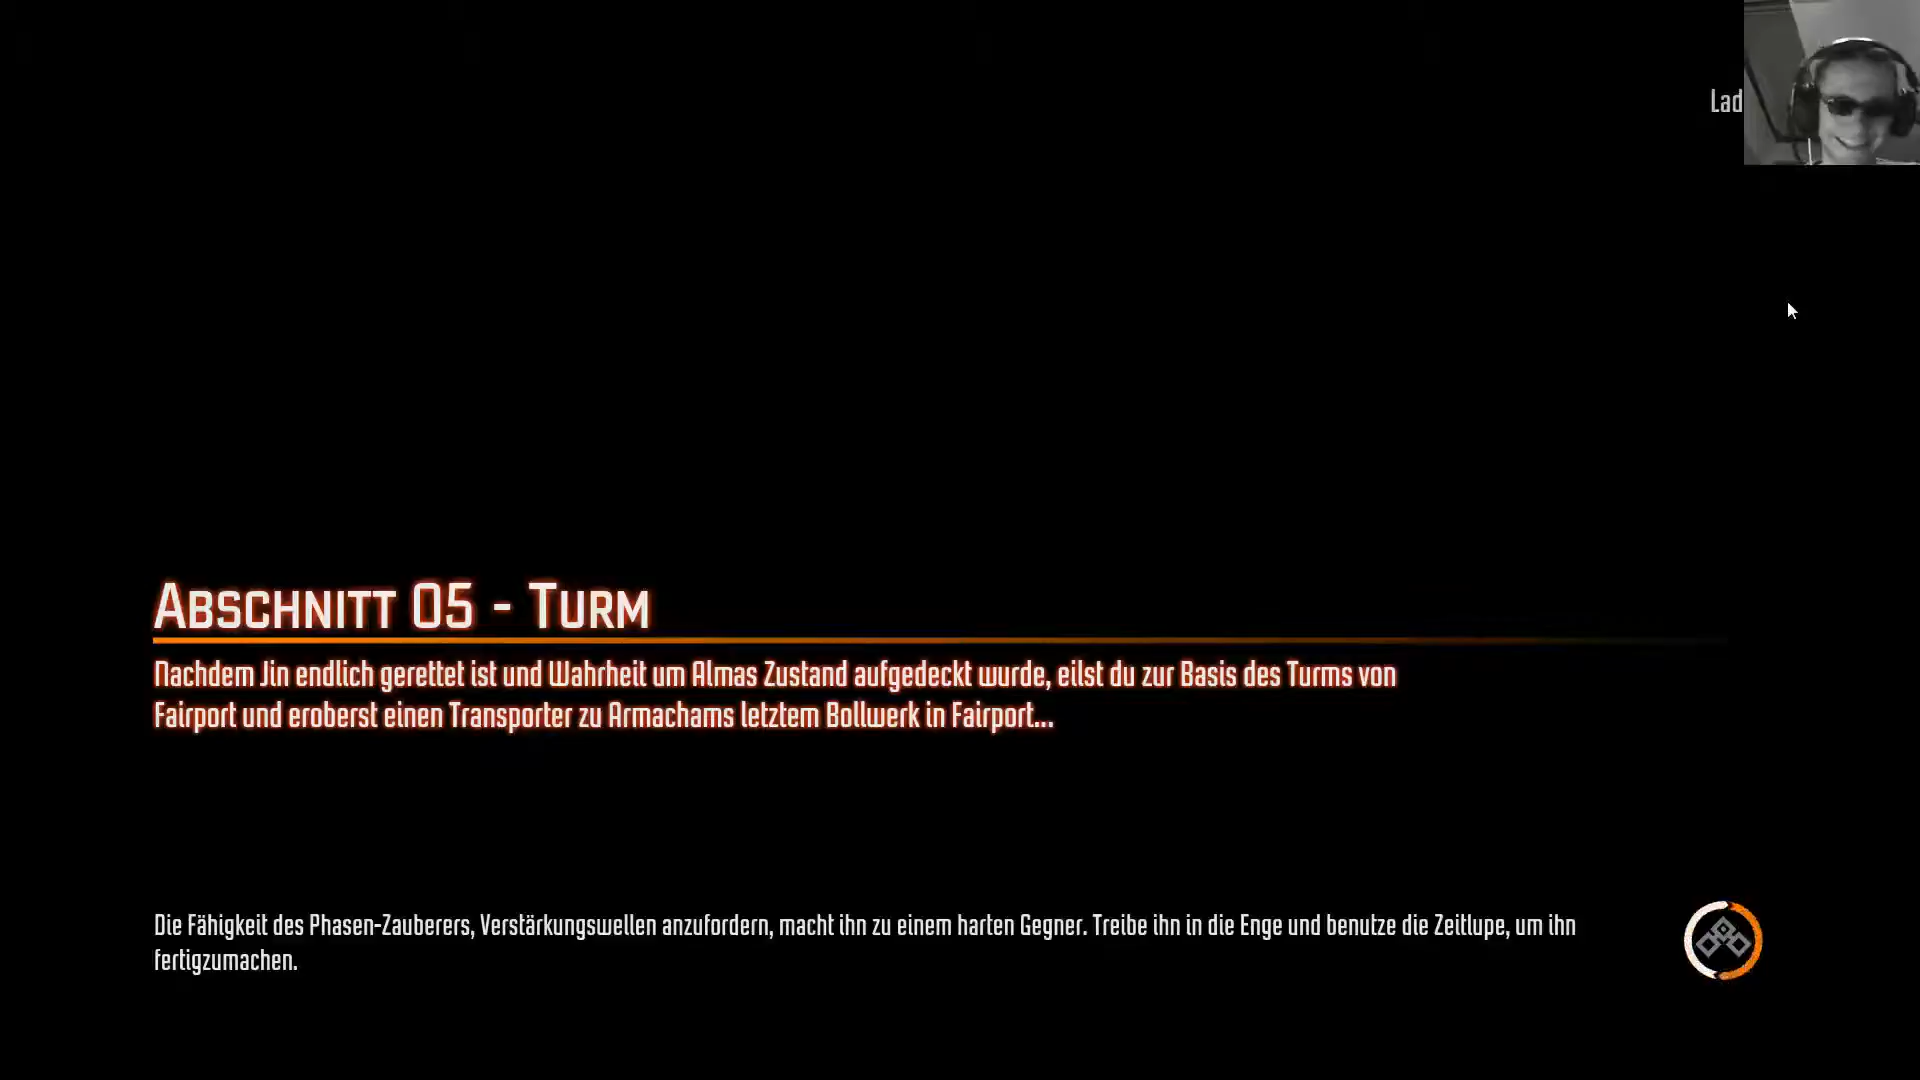 Lad
Abschnitt 05 - Turm
Nachdem Jin endlich gerettet ist und Wahrheit um Almas Zustand aufgedeckt wurde, eilst du zur Basis des Turms von
Fairport und eroberst einen Transporter zu Armachams letztem Bollwerk in Fairport...
Die Fähigkeit des Phasen-Zauberers, Verstärkungswellen anzufordern, macht ihn zu einem harten Gegner. Treibe ihn in die Enge und benutze die Zeitlupe, um ihn
fertigzumachen.